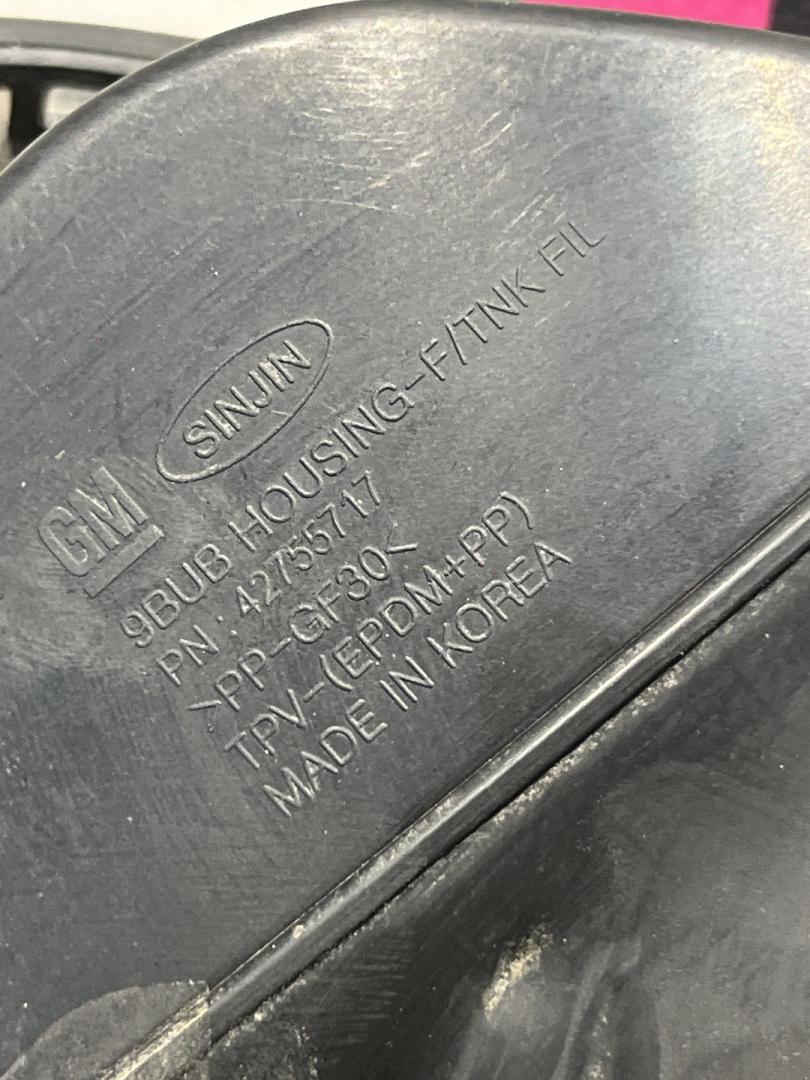 GM
SINJIN
9BUB HOUSING-F/TNK FIL
PN : 42755717
>PP-GF30<
TPV-(EPDM+PP)
MADE IN KOREA